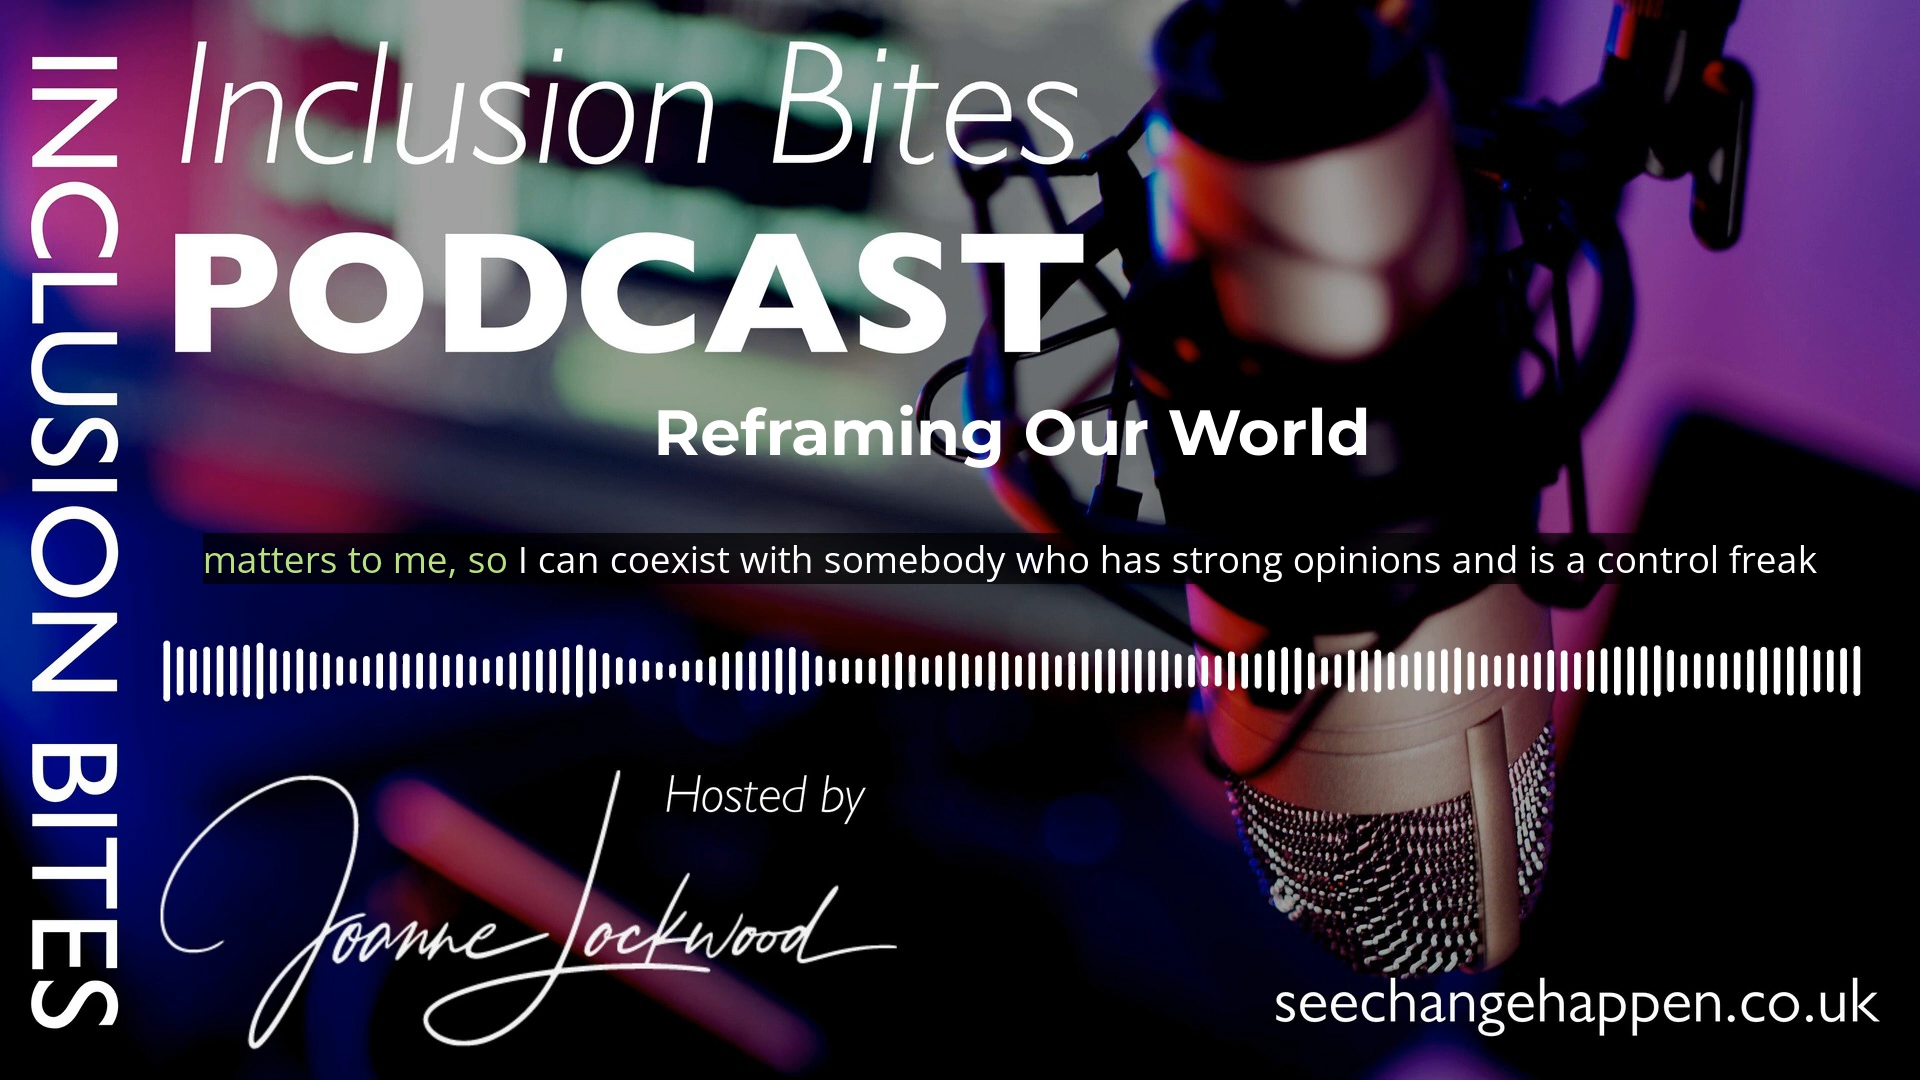 INCLUSION BITES
Inclusion Bites
PODCAST
Reframing Our World
matters to me, so I can coexist with somebody who has strong opinions and is a control freak
Hosted by
Joanne Lockwood
seechangehappen.co.uk